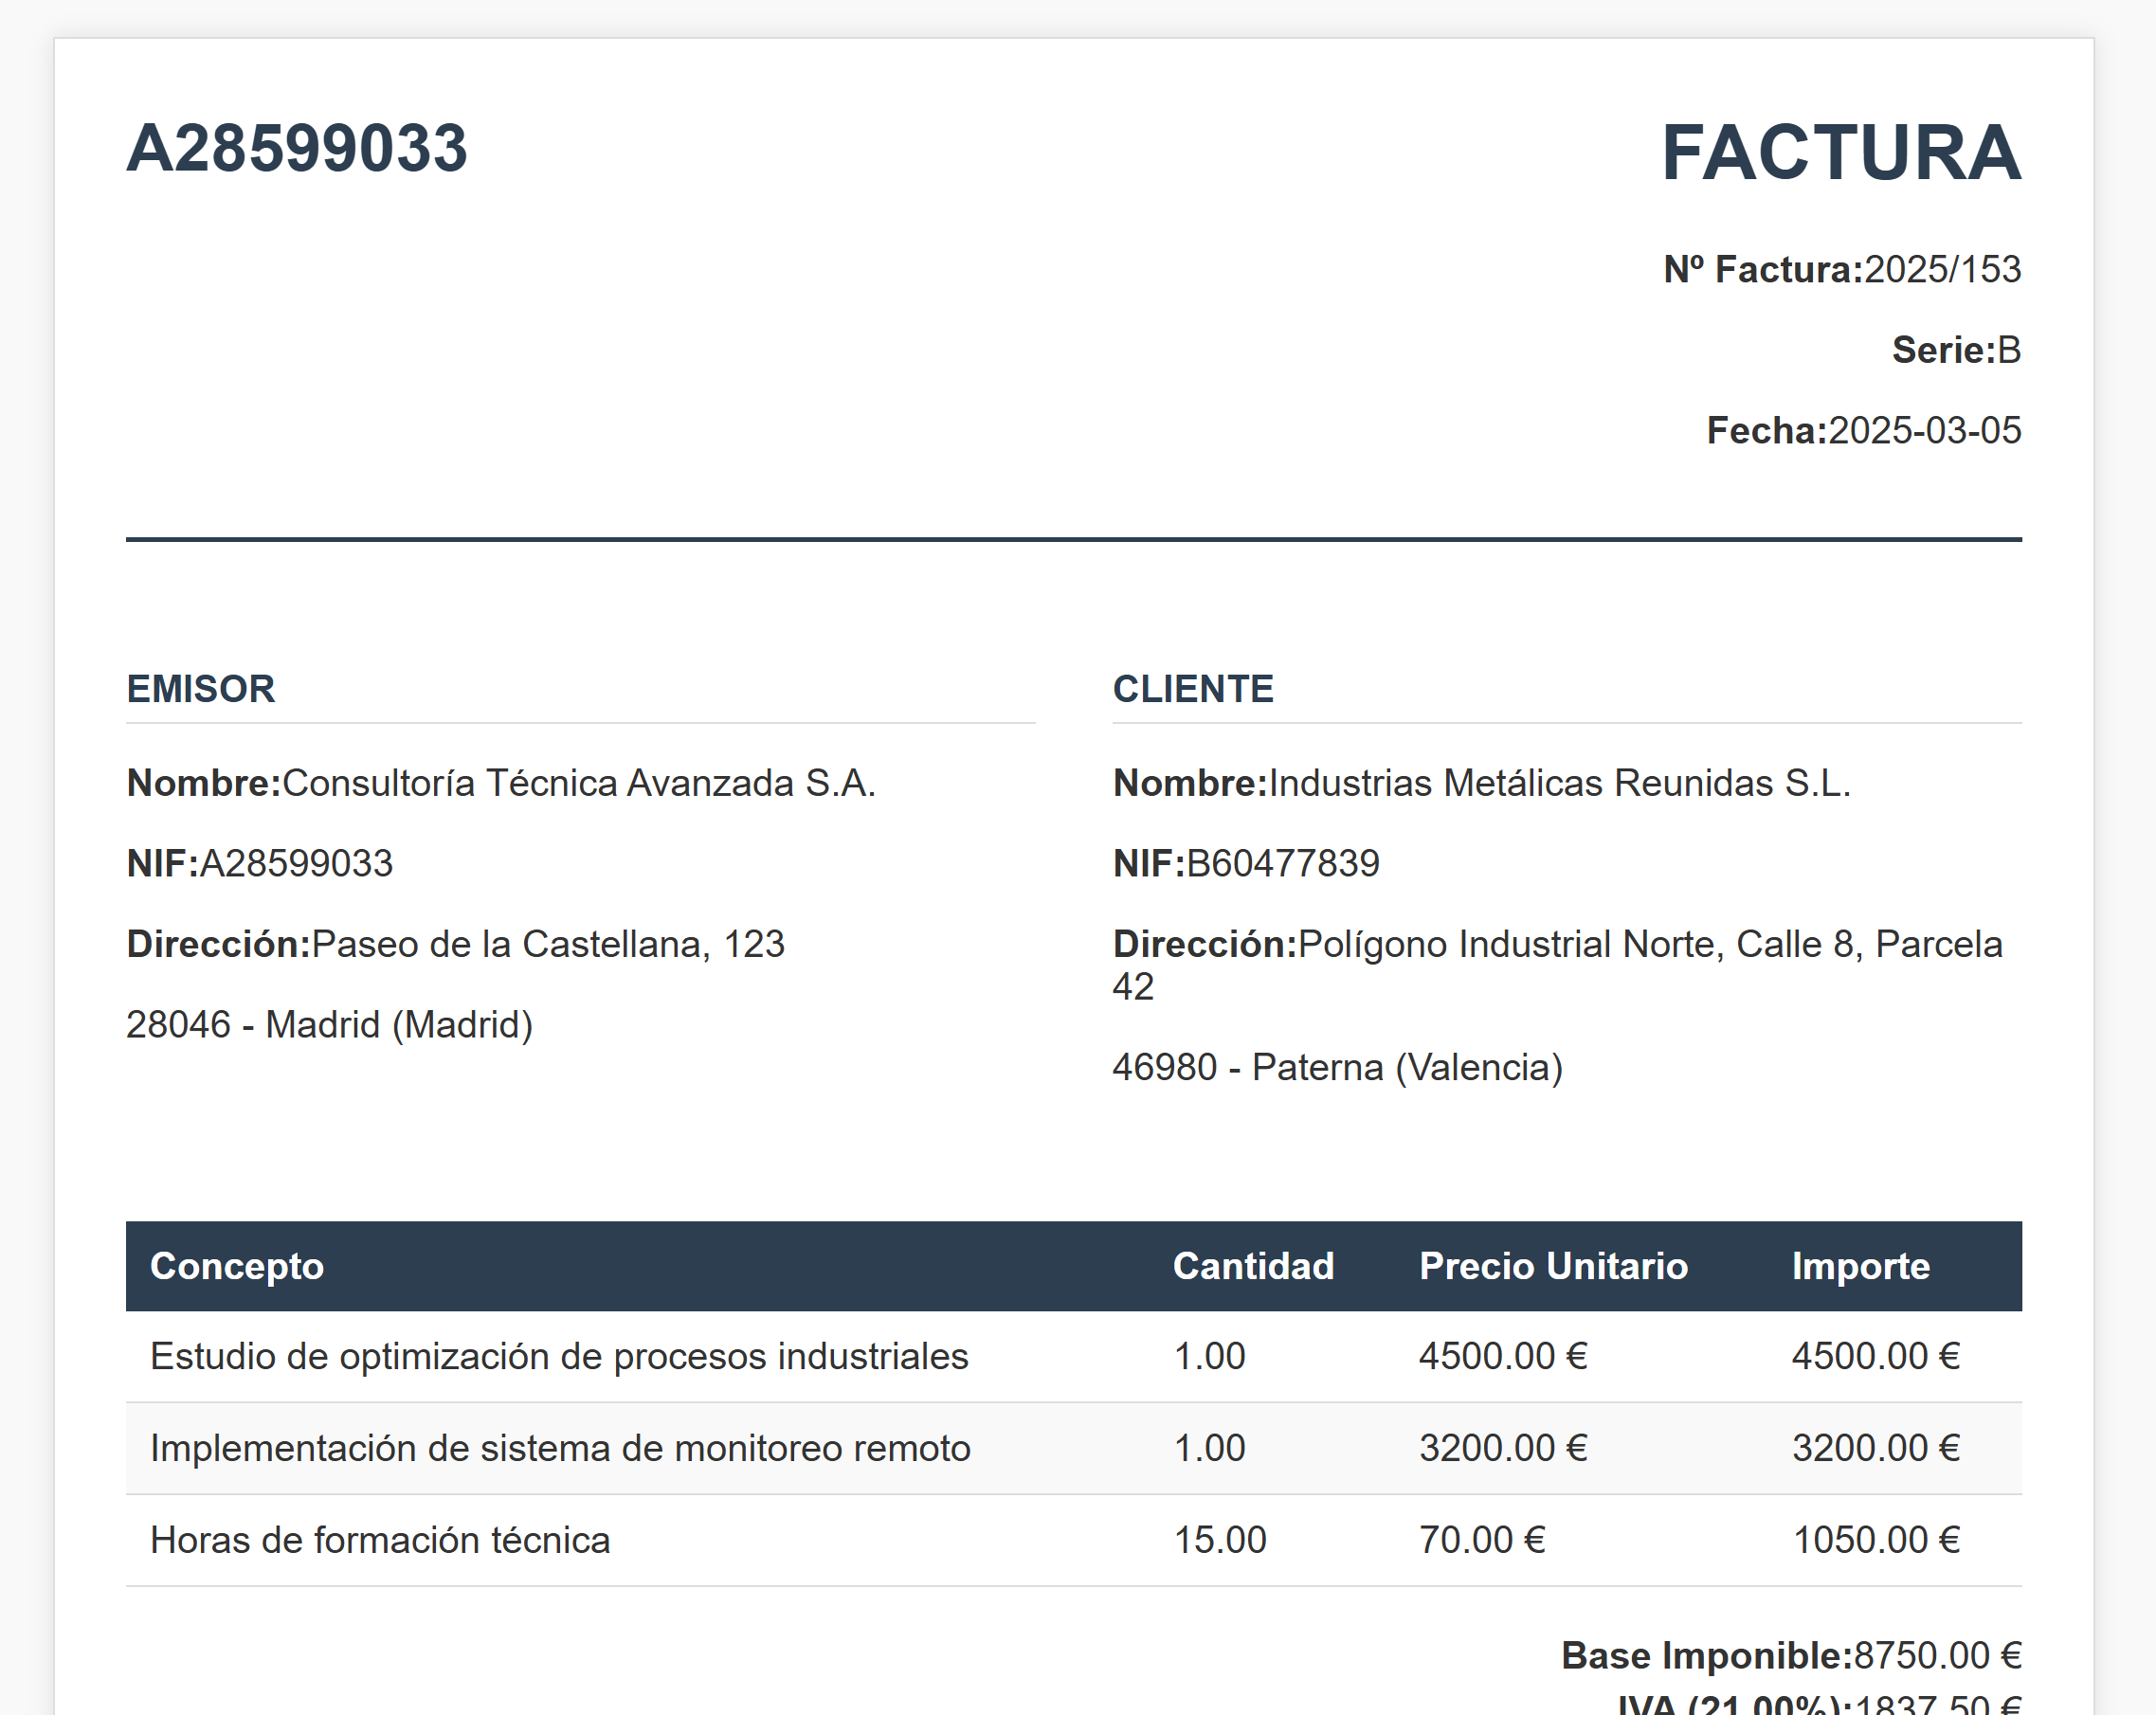 A28599033
FACTURA
Nº Factura:2025/153
Serie:B
Fecha:2025-03-05
EMISOR
Nombre:Consultoría Técnica Avanzada S.A.
NIF:A28599033
Dirección:Paseo de la Castellana, 123
28046 - Madrid (Madrid)
CLIENTE
Nombre:Industrias Metálicas Reunidas S.L.
NIF:B60477839
Dirección:Polígono Industrial Norte, Calle 8, Parcela
42
46980 - Paterna (Valencia)
Concepto Cantidad Precio Unitario Importe
Estudio de optimización de procesos industriales 1.00 4500.00 € 4500.00 €
Implementación de sistema de monitoreo remoto 1.00 3200.00 € 3200.00 €
Horas de formación técnica 15.00 70.00 € 1050.00 €
Base Imponible:8750.00 €
IVA (21.00%):1837.50 €